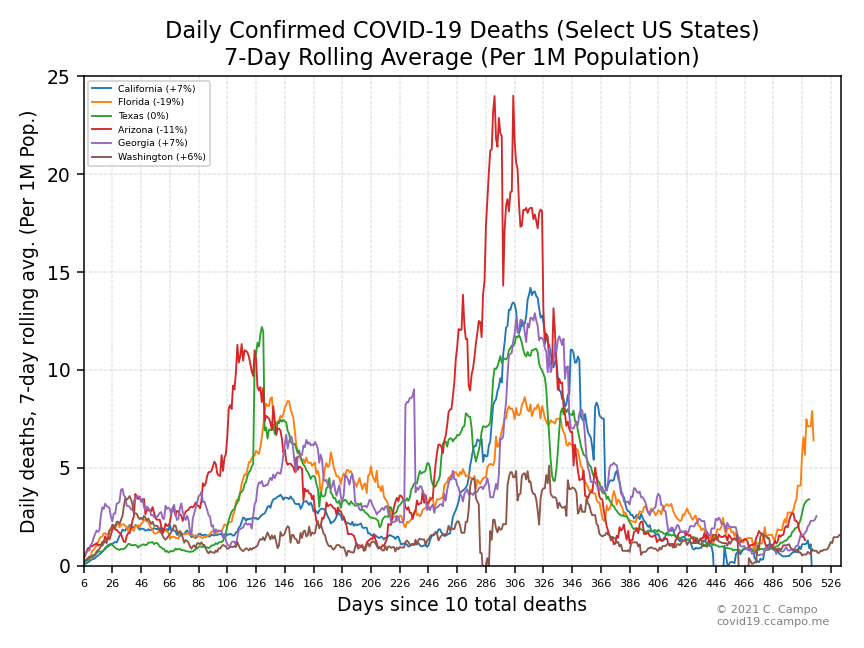 Daily Confirmed COVID-19 Deaths (Select US States)
7-Day Rolling Average (Per 1M Population)
Daily deaths, 7-day rolling avg. (Per 1M Pop.)
25
20
15
10
5
0
California (+7%)
Florida (-19%)
Texas (0%)
Arizona (-11%)
Georgia (+7%)
Washington (+6%)
6 26 46 66 86 106 126 146 166 186 206 226 246 266 286 306 326 346 366 386 406 426 446 466 486 506 526
Days since 10 total deaths
© 2021 C. Campo
covid19.ccampo.me